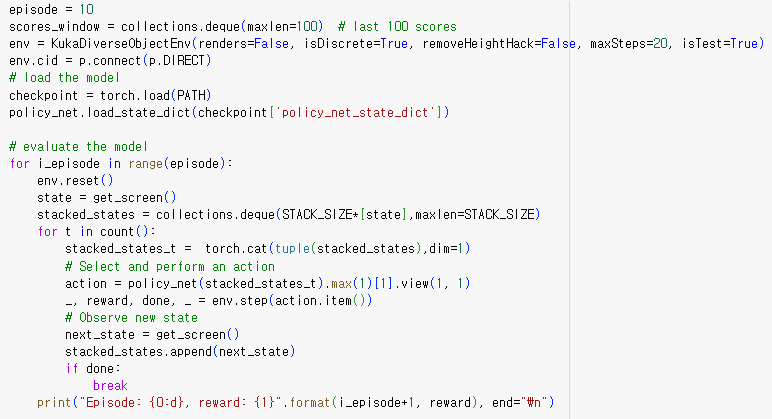 episode = 10
scores_window = collections.deque(maxlen=100)  # last 100 scores
env = KukaDiverseObjectEnv(renders=False, isDiscrete=True, removeHeightHack=False, maxSteps=20, isTest=True)
env.cid = p.connect(p.DIRECT)
# load the model
checkpoint = torch.load(PATH)
policy_net.load_state_dict(checkpoint['policy_net_state_dict'])

# evaluate the model
for i_episode in range(episode):
    env.reset()
    state = get_screen()
    stacked_states = collections.deque(STACK_SIZE*[state],maxlen=STACK_SIZE)
    for t in count():
        stacked_states_t =  torch.cat(tuple(stacked_states),dim=1)
        # Select and perform an action
        action = policy_net(stacked_states_t).max(1)[1].view(1, 1)
        _, reward, done, _ = env.step(action.item())
        # Observe new state
        next_state = get_screen()
        stacked_states.append(next_state)
        if done:
            break
    print("Episode: {0:d}, reward: {1}".format(i_episode+1, reward), end="₩n")